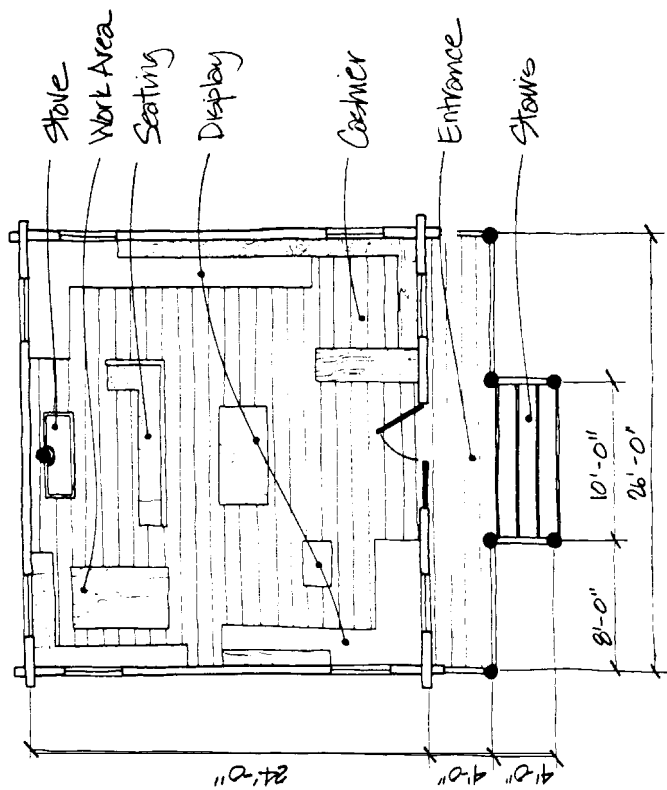 Stove
Work Area
Seating
Display
Cashier
Entrance
Stairs
24'-0"
4'-0"
4'-0"
8'-0"
10'-0"
26'-0"